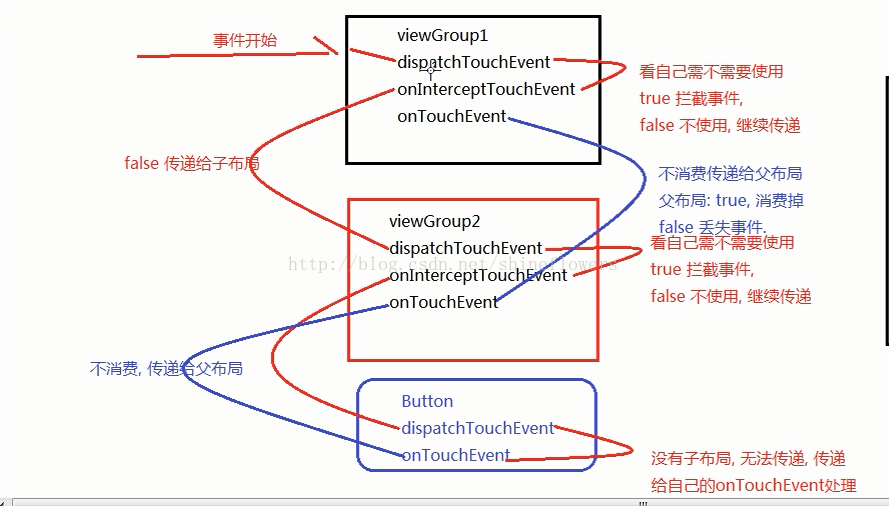 事件开始
viewGroup1
dispatchTouchEvent
onInterceptTouchEvent
onTouchEvent
看自己需不需要使用
true 拦截事件,
false 不使用, 继续传递
false 传递给子布局
不消费传递给父布局
父布局: true, 消费掉
false 丢失事件.
viewGroup2
dispatchTouchEvent
onInterceptTouchEvent
onTouchEvent
看自己需不需要使用
true 拦截事件,
false 不使用, 继续传递
http://blog.csdn.net/shineflowers
不消费, 传递给父布局
Button
dispatchTouchEvent
onTouchEvent
没有子布局, 无法传递, 传递
给自己的onTouchEvent处理